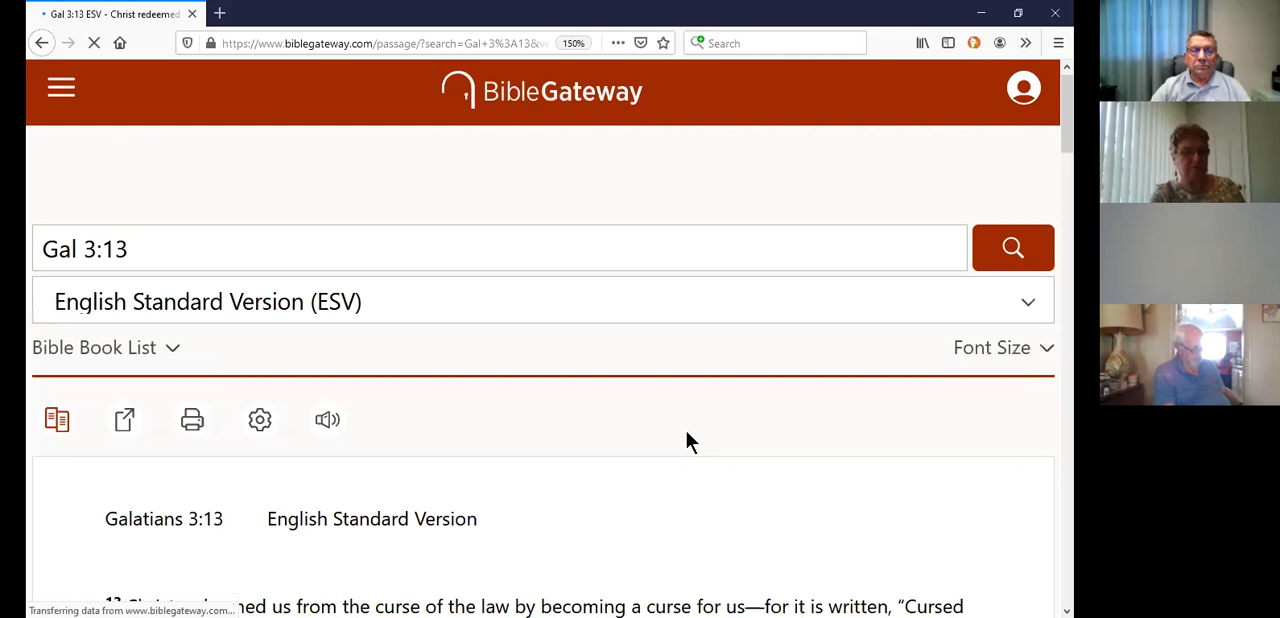 Gal 3:13 ESV - Christ redeemed
https://www.biblegateway.com/passage/?search=Gal+3%3A13&v
150%
Search
BibleGateway
Gal 3:13
English Standard Version (ESV)
Bible Book List
Font Size
Galatians 3:13 English Standard Version
us from the curse of the law by becoming a curse for us—for it is written, “Cursed
Transferring data from www.biblegateway.com...